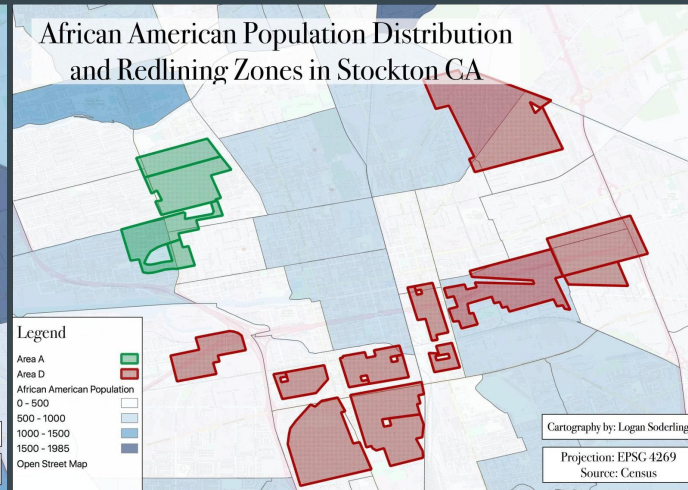 African American Population Distribution
and Redlining Zones in Stockton CA
Legend
Area A
Area D
African American Population
0 - 500
500 - 1000
1000 - 1500
1500 - 1985
Open Street Map
Cartography by: Logan Soderling
Projection: EPSG 4269
Source: Census